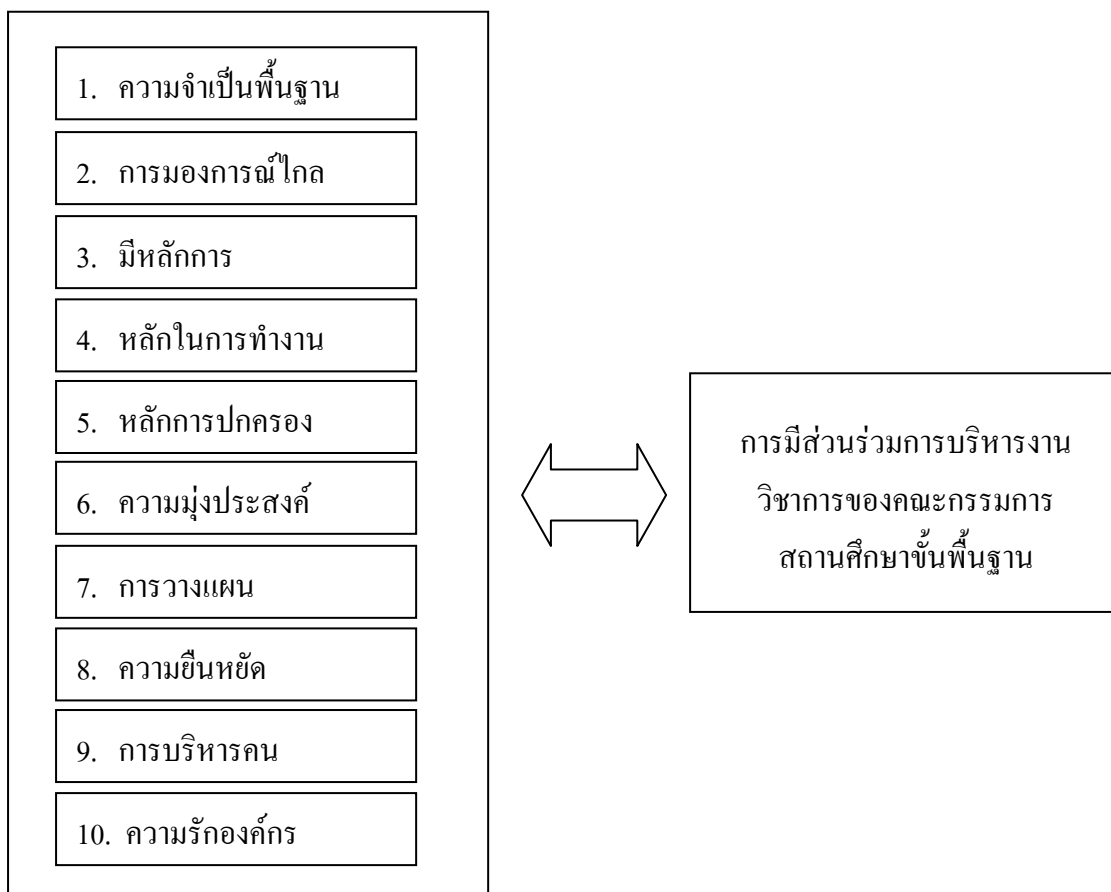 1. ความจำเป็นพื้นฐาน
2. การมองการณ์ไกล
3. มีหลักการ
4. หลักในการทำงาน
5. หลักการปกครอง
6. ความมุ่งประสงค์
7. การวางแผน
8. ความยืนหยัด
9. การบริหารคน
10. ความรักองค์กร
การมีส่วนร่วมการบริหารงาน
วิชาการของคณะกรรมการ
สถานศึกษาขั้นพื้นฐาน